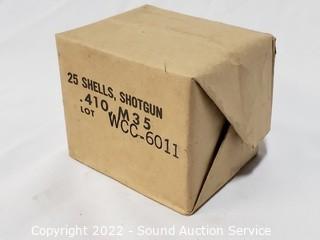 25 SHELLS, SHOTGUN
.410, M35
LOT WCC-6011
Copyright 2022 - Sound Auction Service